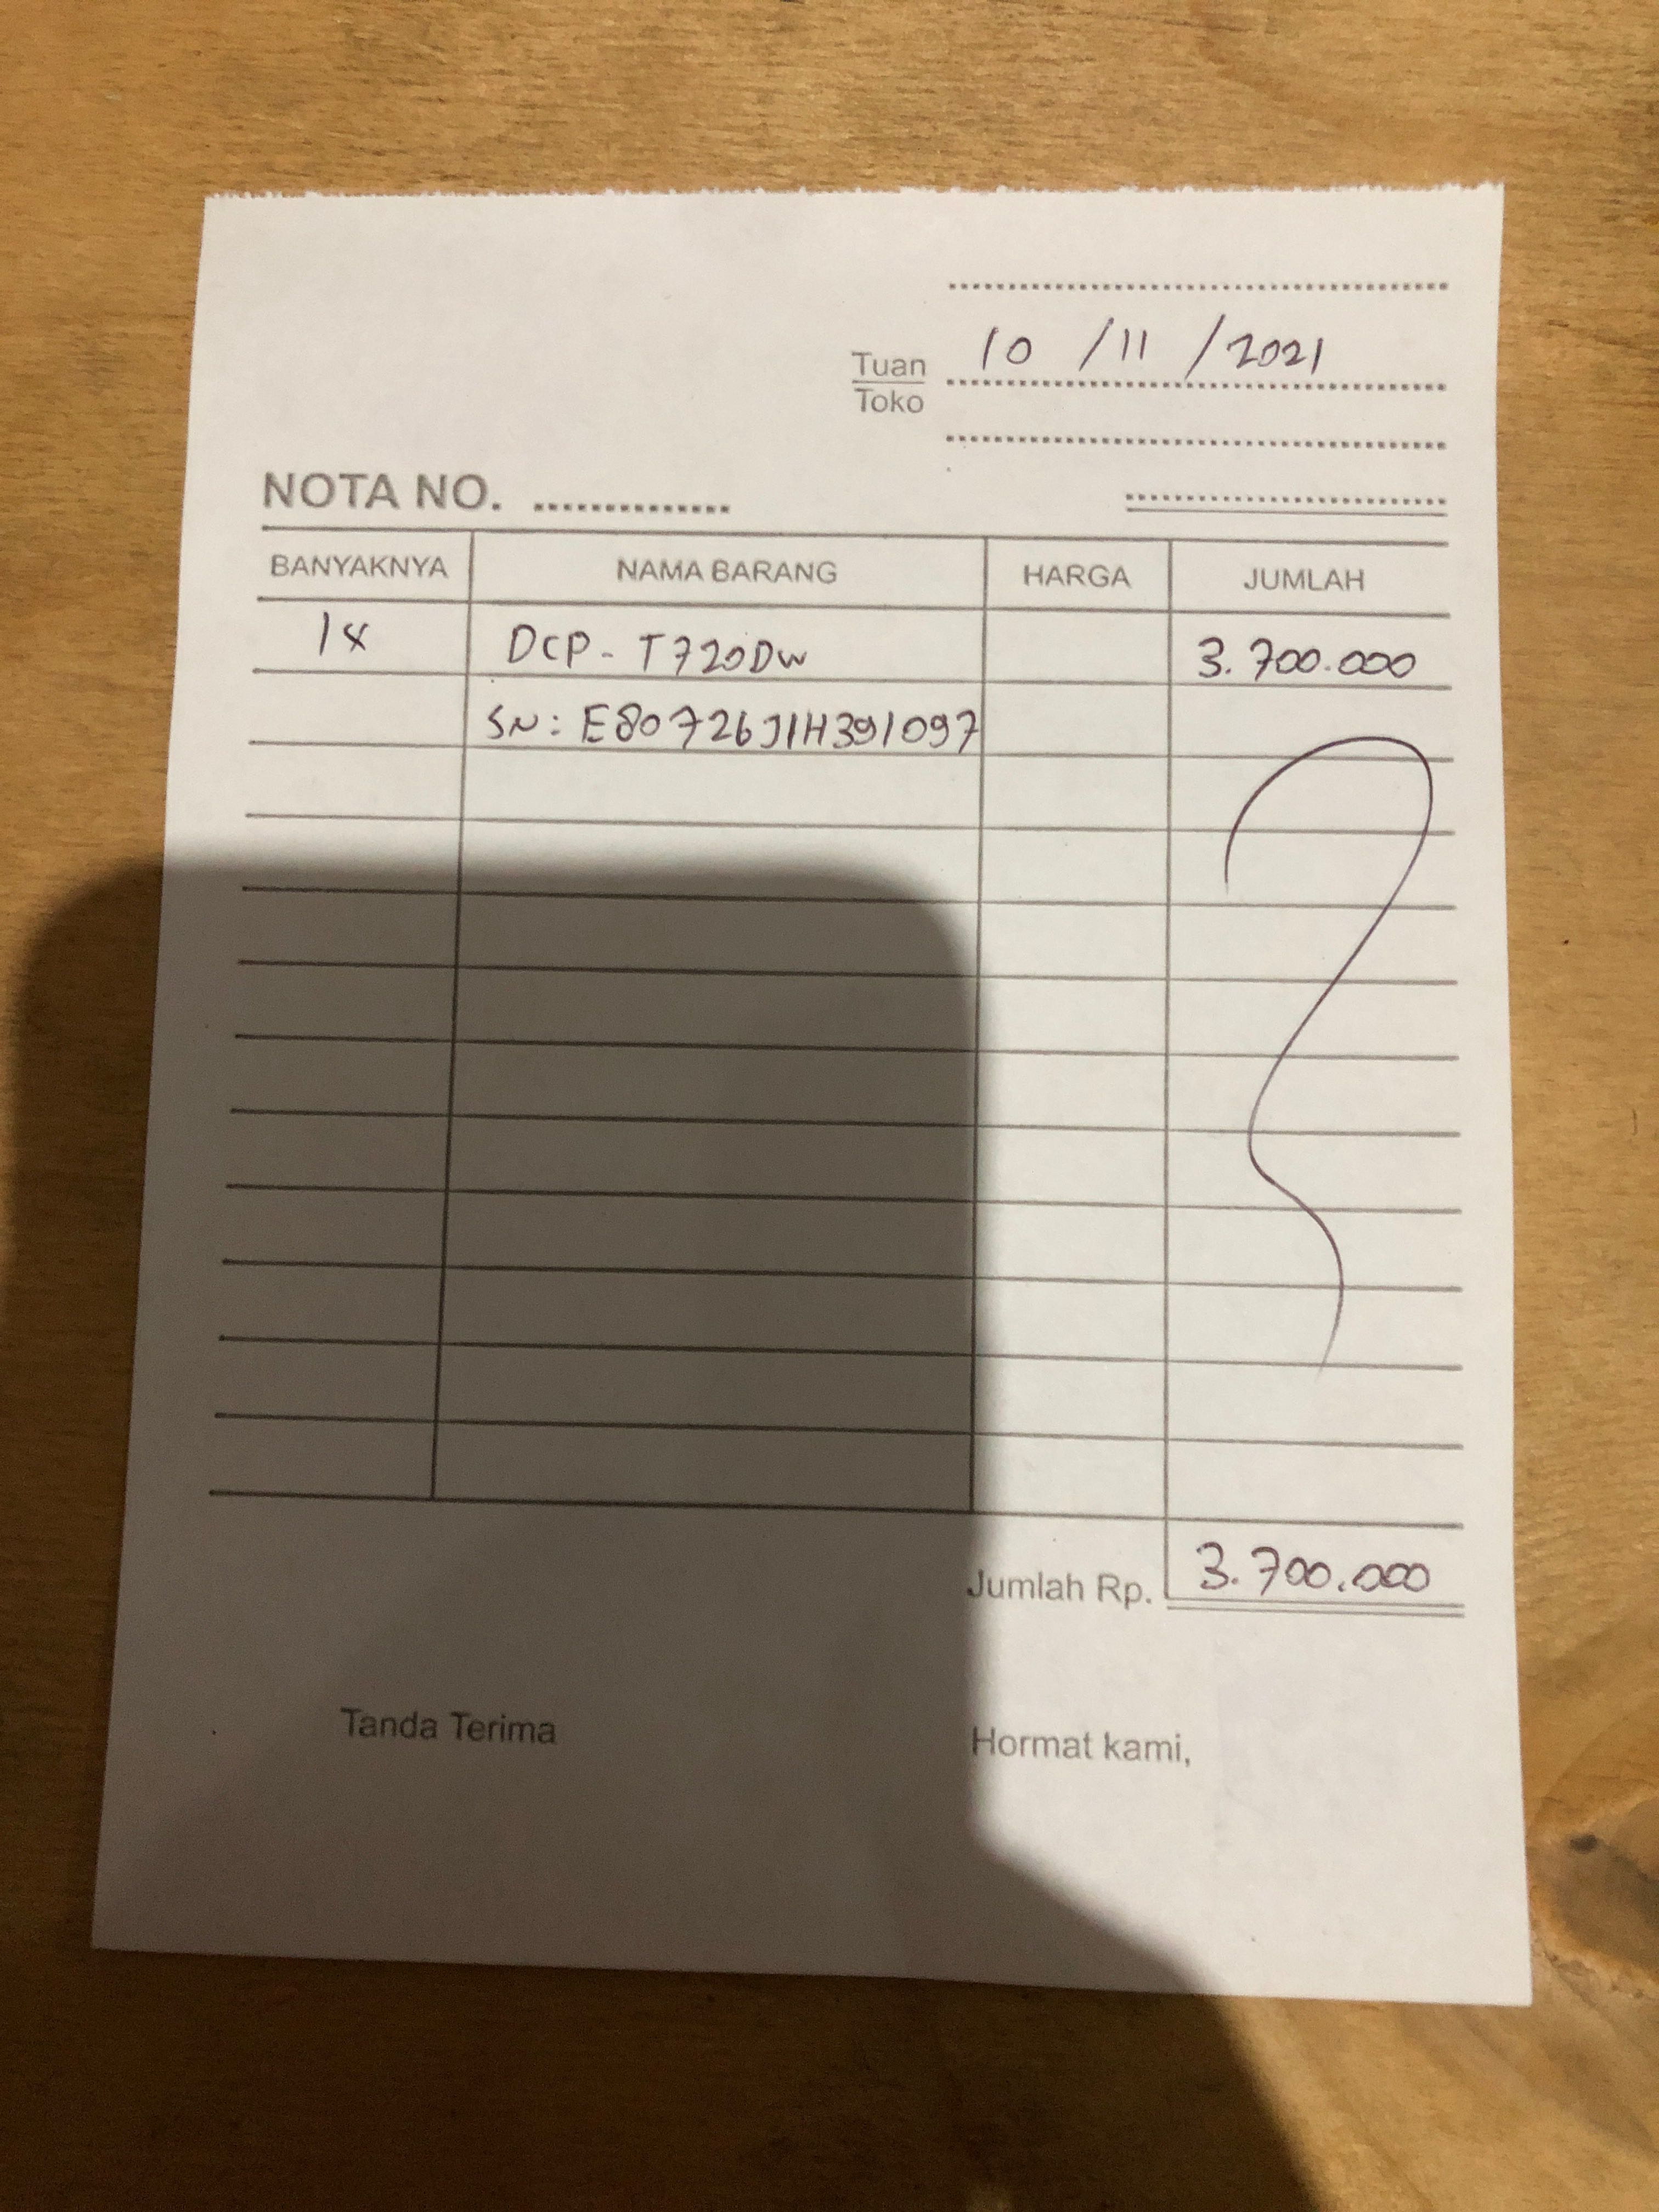 10 /11 /2021
Tuan
Toko
NOTA NO. ..............
BANYAKNYA NAMA BARANG HARGA JUMLAH
1x DCP- T720DW 3.700.000
SN: E80726J1H391097
Jumlah Rp. 3.700.000
Tanda Terima Hormat kami,